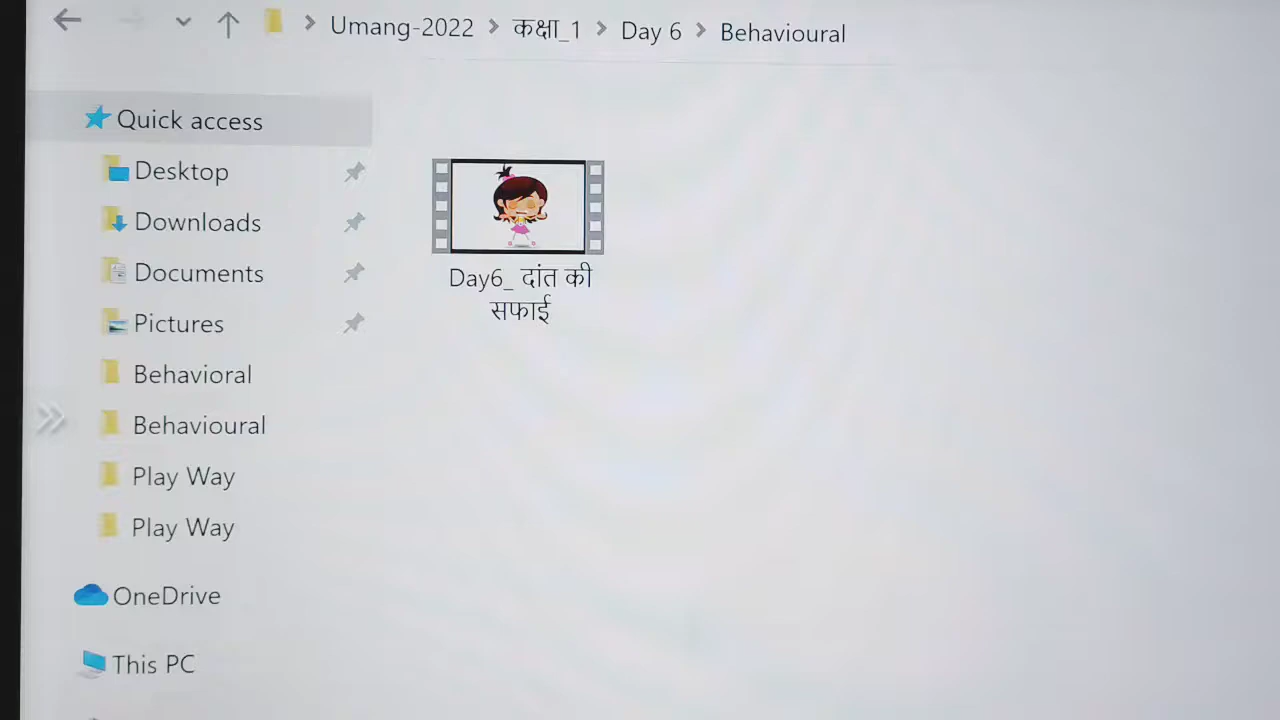 Umang-2022 > कक्षा_1 > Day 6 > Behavioural
Quick access
Desktop
Downloads
Documents
Pictures
Behavioral
Behavioural
Play Way
Play Way
OneDrive
This PC
Day6_ दांत की
सफाई